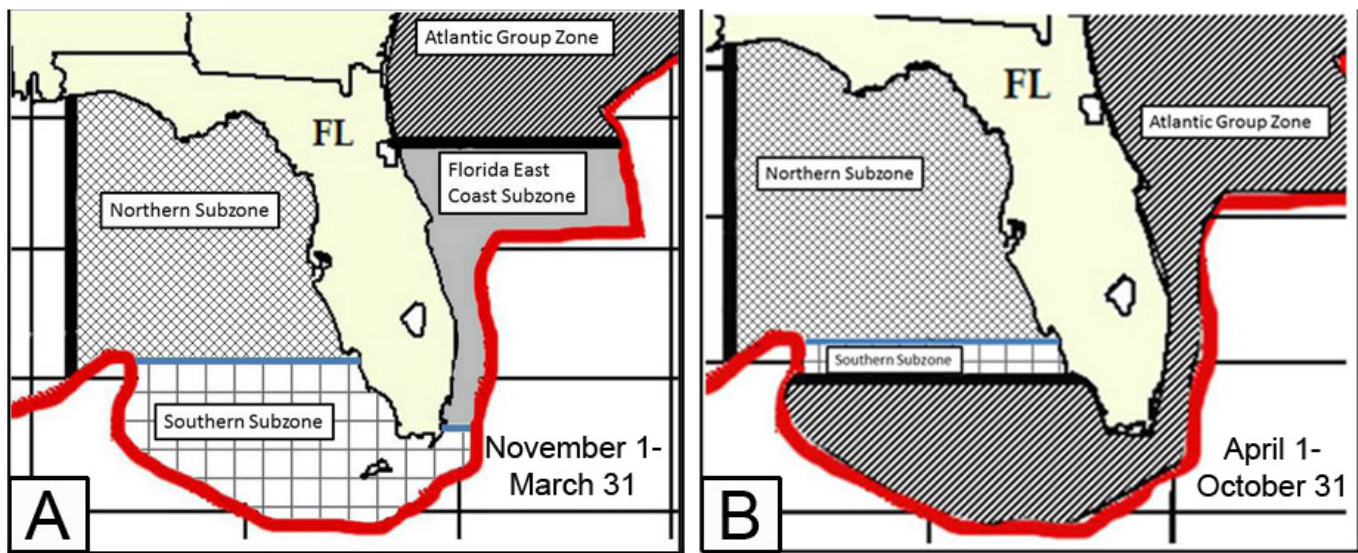 Atlantic Group Zone
FL
Florida East
Coast Subzone
Northern Subzone
Southern Subzone
November 1-
March 31
A
FL
Atlantic Group Zone
Northern Subzone
Southern Subzone
April 1-
October 31
B